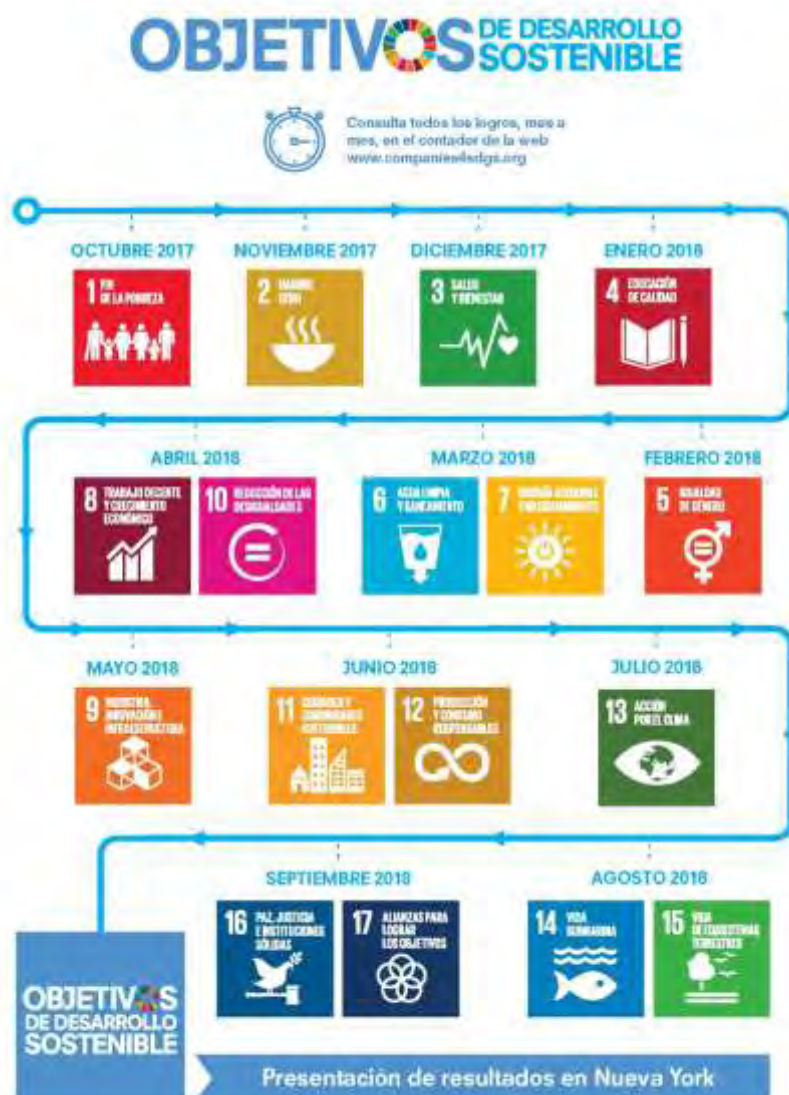 OBJETIVOS DE DESARROLLO
SOSTENIBLE
Consulta todos los logros, mes a
mes, en el contador de la web
www.companies4sdgs.org
OCTUBRE 2017
NOVIEMBRE 2017
DICIEMBRE 2017
ENERO 2018
1 FIN
DE LA POBREZA
2 HAMBRE
CERO
3 SALUD
Y BIENESTAR
4 EDUCACIÓN
DE CALIDAD
ABRIL 2018
MARZO 2018
FEBRERO 2018
8 TRABAJO DECENTE
Y CRECIMIENTO
ECONÓMICO
10 REDUCCIÓN DE LAS
DESIGUALDADES
6 AGUA LIMPIA
Y SANEAMIENTO
7 ENERGÍA ASEQUIBLE
Y NO CONTAMINANTE
5 IGUALDAD
DE GÉNERO
MAYO 2018
JUNIO 2018
JULIO 2018
9 INDUSTRIA,
INNOVACIÓN E
INFRAESTRUCTURA
11 CIUDADES Y
COMUNIDADES
SOSTENIBLES
12 PRODUCCIÓN
Y CONSUMO
RESPONSABLES
13 ACCIÓN
POR EL CLIMA
SEPTIEMBRE 2018
AGOSTO 2018
16 PAZ, JUSTICIA
E INSTITUCIONES
SÓLIDAS
17 ALIANZAS PARA
LOGRAR
LOS OBJETIVOS
14 VIDA
SUBMARINA
15 VIDA
DE ECOSISTEMAS
TERRESTRES
OBJETIVOS
DE DESARROLLO
SOSTENIBLE
Presentación de resultados en Nueva York